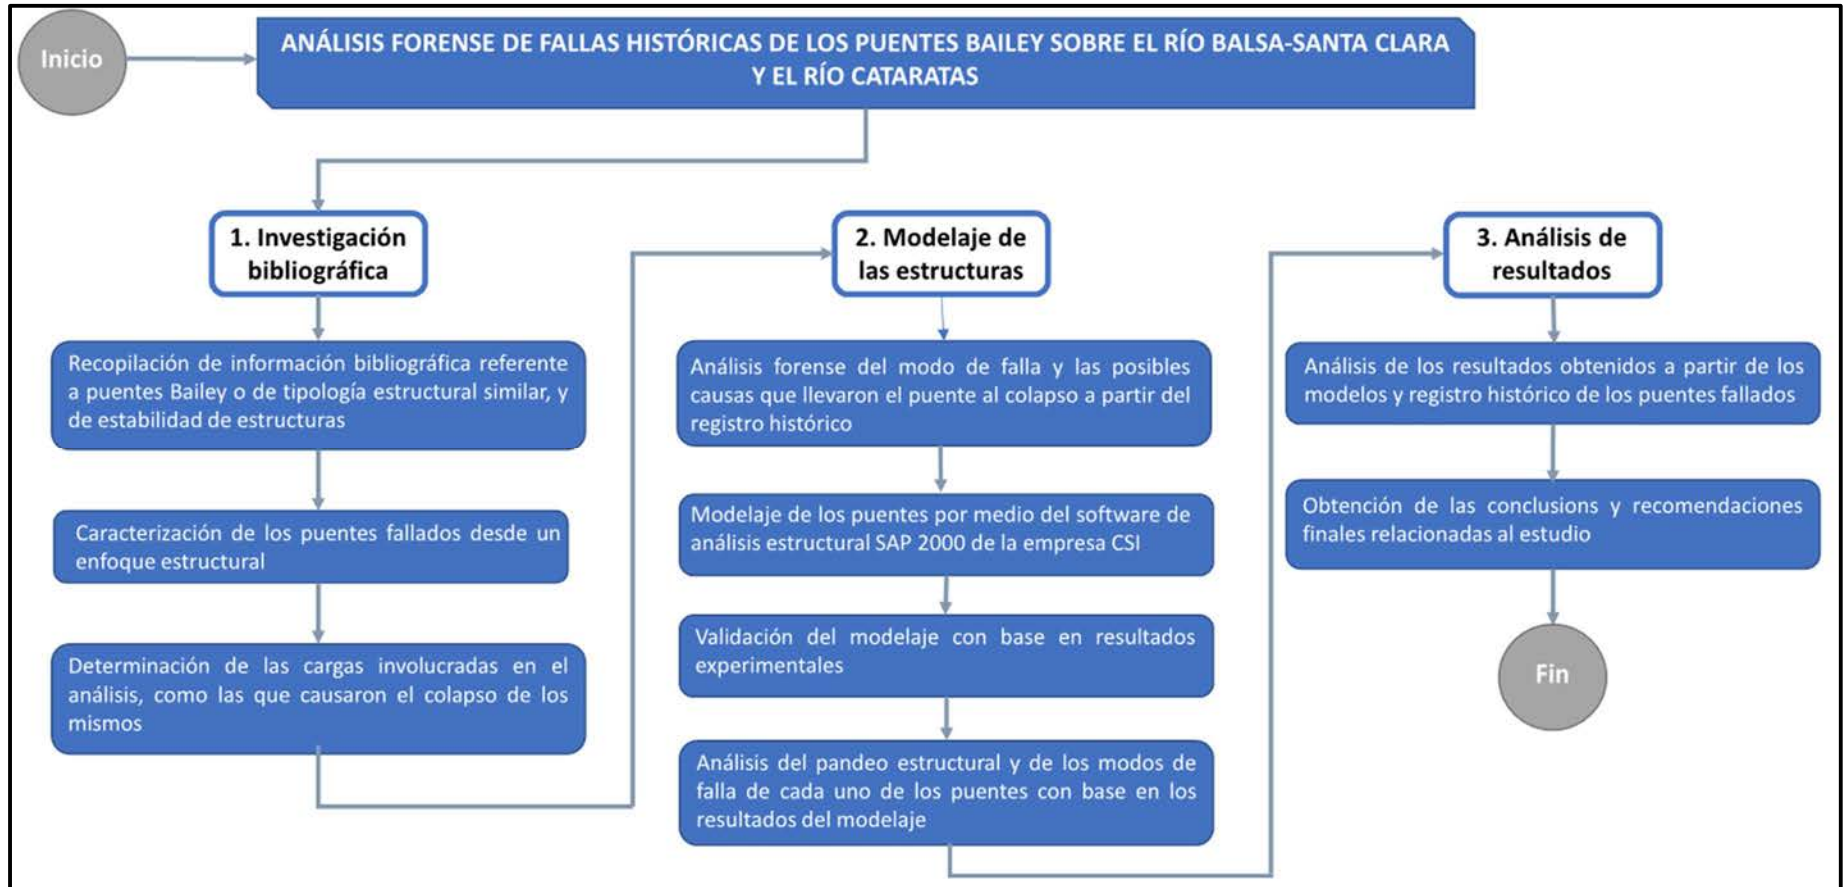 Inicio
ANÁLISIS FORENSE DE FALLAS HISTÓRICAS DE LOS PUENTES BAILEY SOBRE EL RÍO BALSA-SANTA CLARA
Y EL RÍO CATARATAS
1. Investigación
bibliográfica
Recopilación de información bibliográfica referente
a puentes Bailey o de tipología estructural similar, y
de estabilidad de estructuras
Caracterización de los puentes fallados desde un
enfoque estructural
Determinación de las cargas involucradas en el
análisis, como las que causaron el colapso de los
mismos
2. Modelaje de
las estructuras
Análisis forense del modo de falla y las posibles
causas que llevaron el puente al colapso a partir del
registro histórico
Modelaje de los puentes por medio del software de
análisis estructural SAP 2000 de la empresa CSI
Validación del modelaje con base en resultados
experimentales
Análisis del pandeo estructural y de los modos de
falla de cada uno de los puentes con base en los
resultados del modelaje
3. Análisis de
resultados
Análisis de los resultados obtenidos a partir de los
modelos y registro histórico de los puentes fallados
Obtención de las conclusions y recomendaciones
finales relacionadas al estudio
Fin